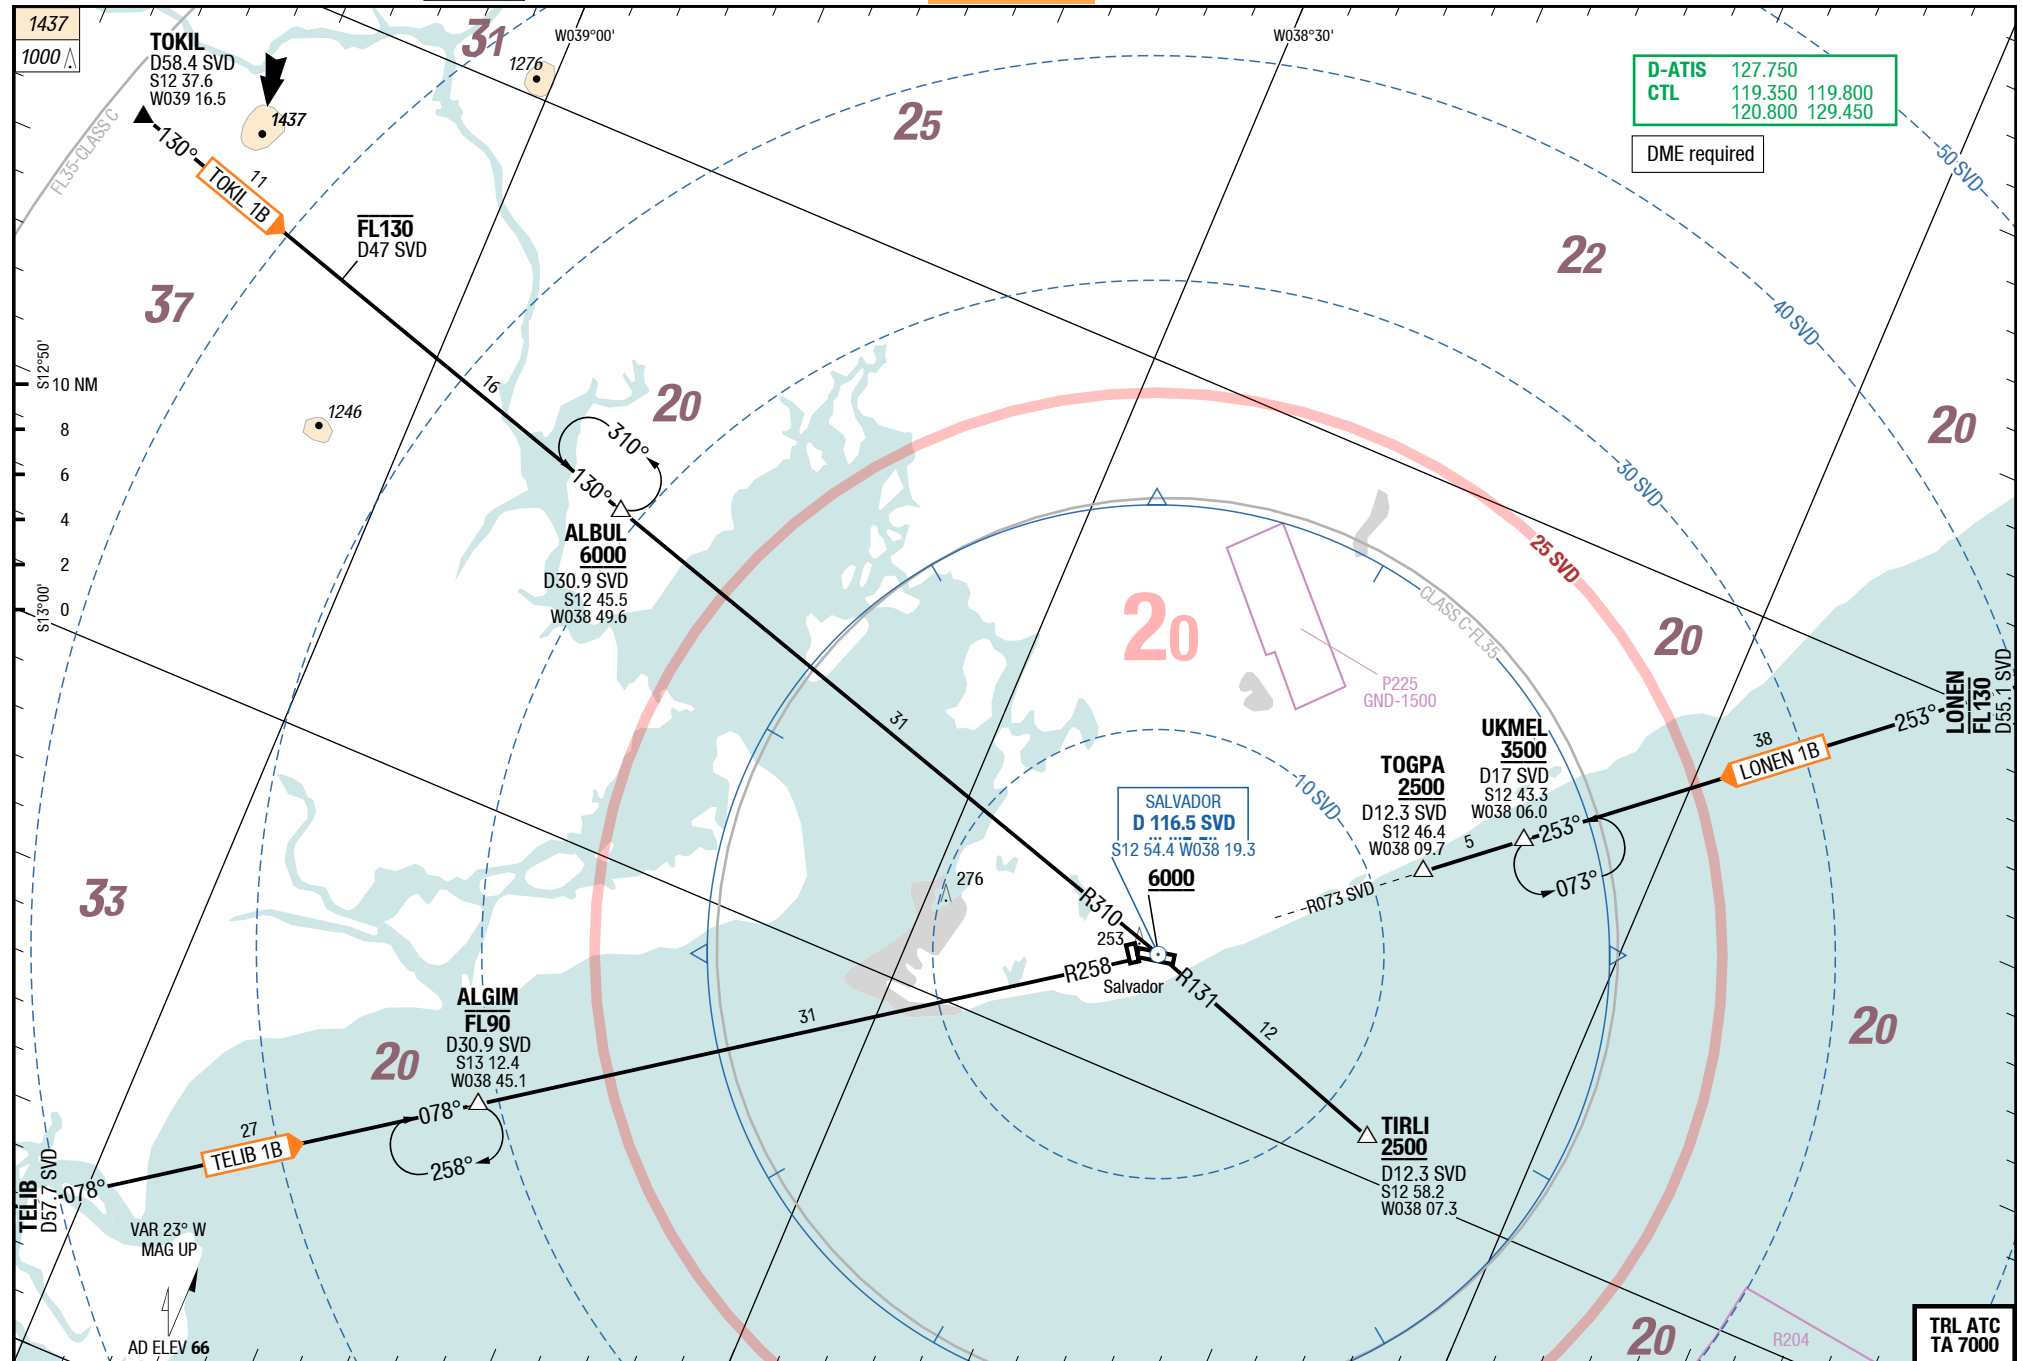 1437
1000
TOKIL
D58.4 SVD
S12 37.6
W039 16.5
FL35-CLASS C
130°
11
TOKIL 1B
1437
31
1276
W039°00'
W038°30'
25
22
D-ATIS 127.750
CTL 119.350 119.800
120.800 129.450
DME required
50 SVD
40 SVD
30 SVD
25 SVD
10 SVD
FL130
D47 SVD
37
S12°50'
10 NM
8
6
4
2
0
S13°00'
1246
16
20
310°
130°
ALBUL
6000
D30.9 SVD
S12 45.5
W038 49.6
31
20
P225
GND-1500
CLASS C-FL35
20
20
LONEN
FL130
D55.1 SVD
253°
38
LONEN 1B
UKMEL
3500
D17 SVD
S12 43.3
W038 06.0
253°
073°
5
TOGPA
2500
D12.3 SVD
S12 46.4
W038 09.7
R073 SVD
SALVADOR
D 116.5 SVD
S12 54.4 W038 19.3
6000
276
253
R310
R258
Salvador
R131
12
TIRLI
2500
D12.3 SVD
S12 58.2
W038 07.3
33
20
ALGIM
FL90
D30.9 SVD
S13 12.4
W038 45.1
31
078°
258°
27
TELIB 1B
078°
TELIB
D57.7 SVD
VAR 23° W
MAG UP
AD ELEV 66
20
20
R204
TRL ATC
TA 7000